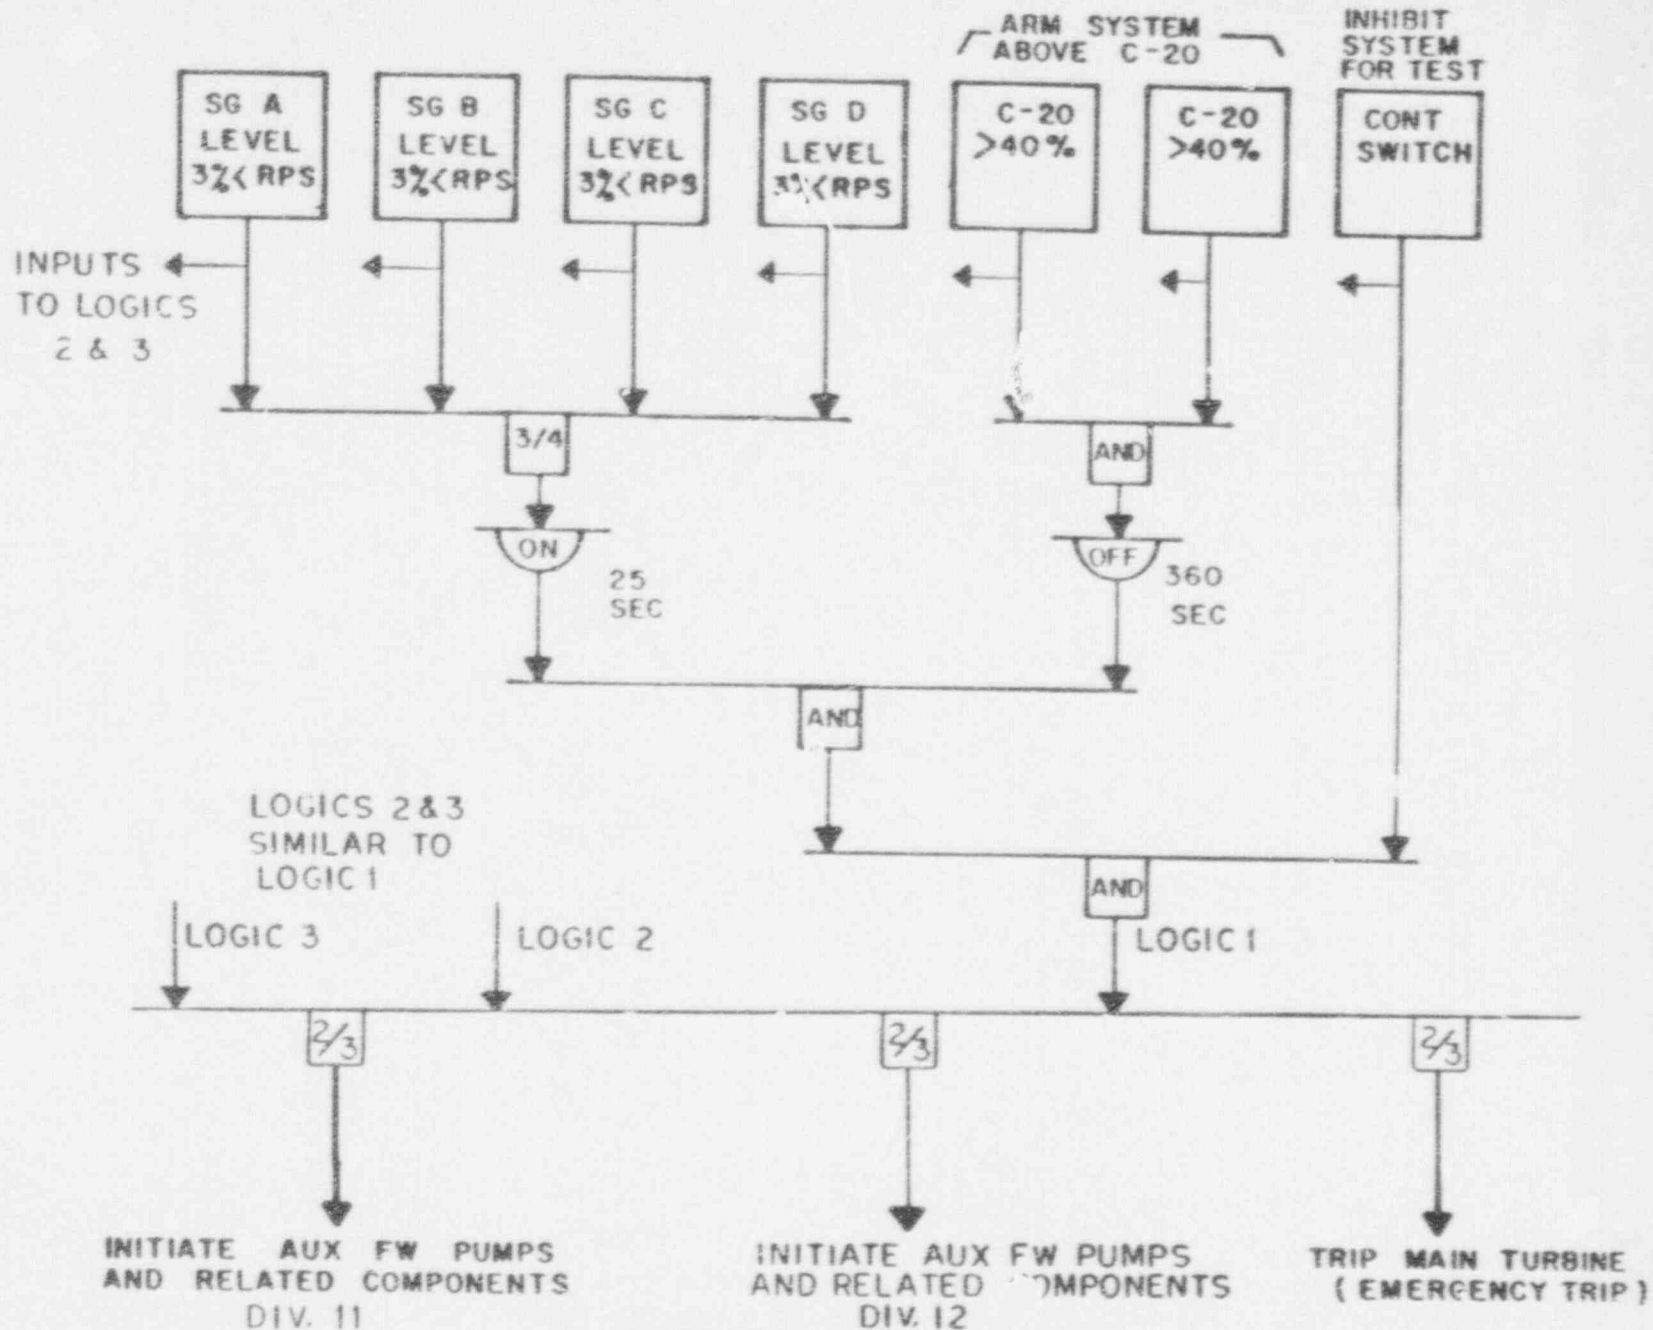 ARM SYSTEM
ABOVE C-20
INHIBIT
SYSTEM
FOR TEST
SG A
LEVEL
3%< RPS
SG B
LEVEL
3%<RPS
SG C
LEVEL
3%< RPS
SG D
LEVEL
3%<RPS
C-20
>40%
C-20
>40%
CONT
SWITCH
INPUTS
TO LOGICS
2 & 3
3/4
AND
ON
25
SEC
OFF
360
SEC
AND
LOGICS 2&3
SIMILAR TO
LOGIC 1
AND
LOGIC 3
LOGIC 2
LOGIC 1
2/3
2/3
2/3
INITIATE AUX FW PUMPS
AND RELATED COMPONENTS
DIV. 11
INITIATE AUX FW PUMPS
AND RELATED OMPONENTS
DIV. 12
TRIP MAIN TURBINE
(EMERGENCY TRIP)